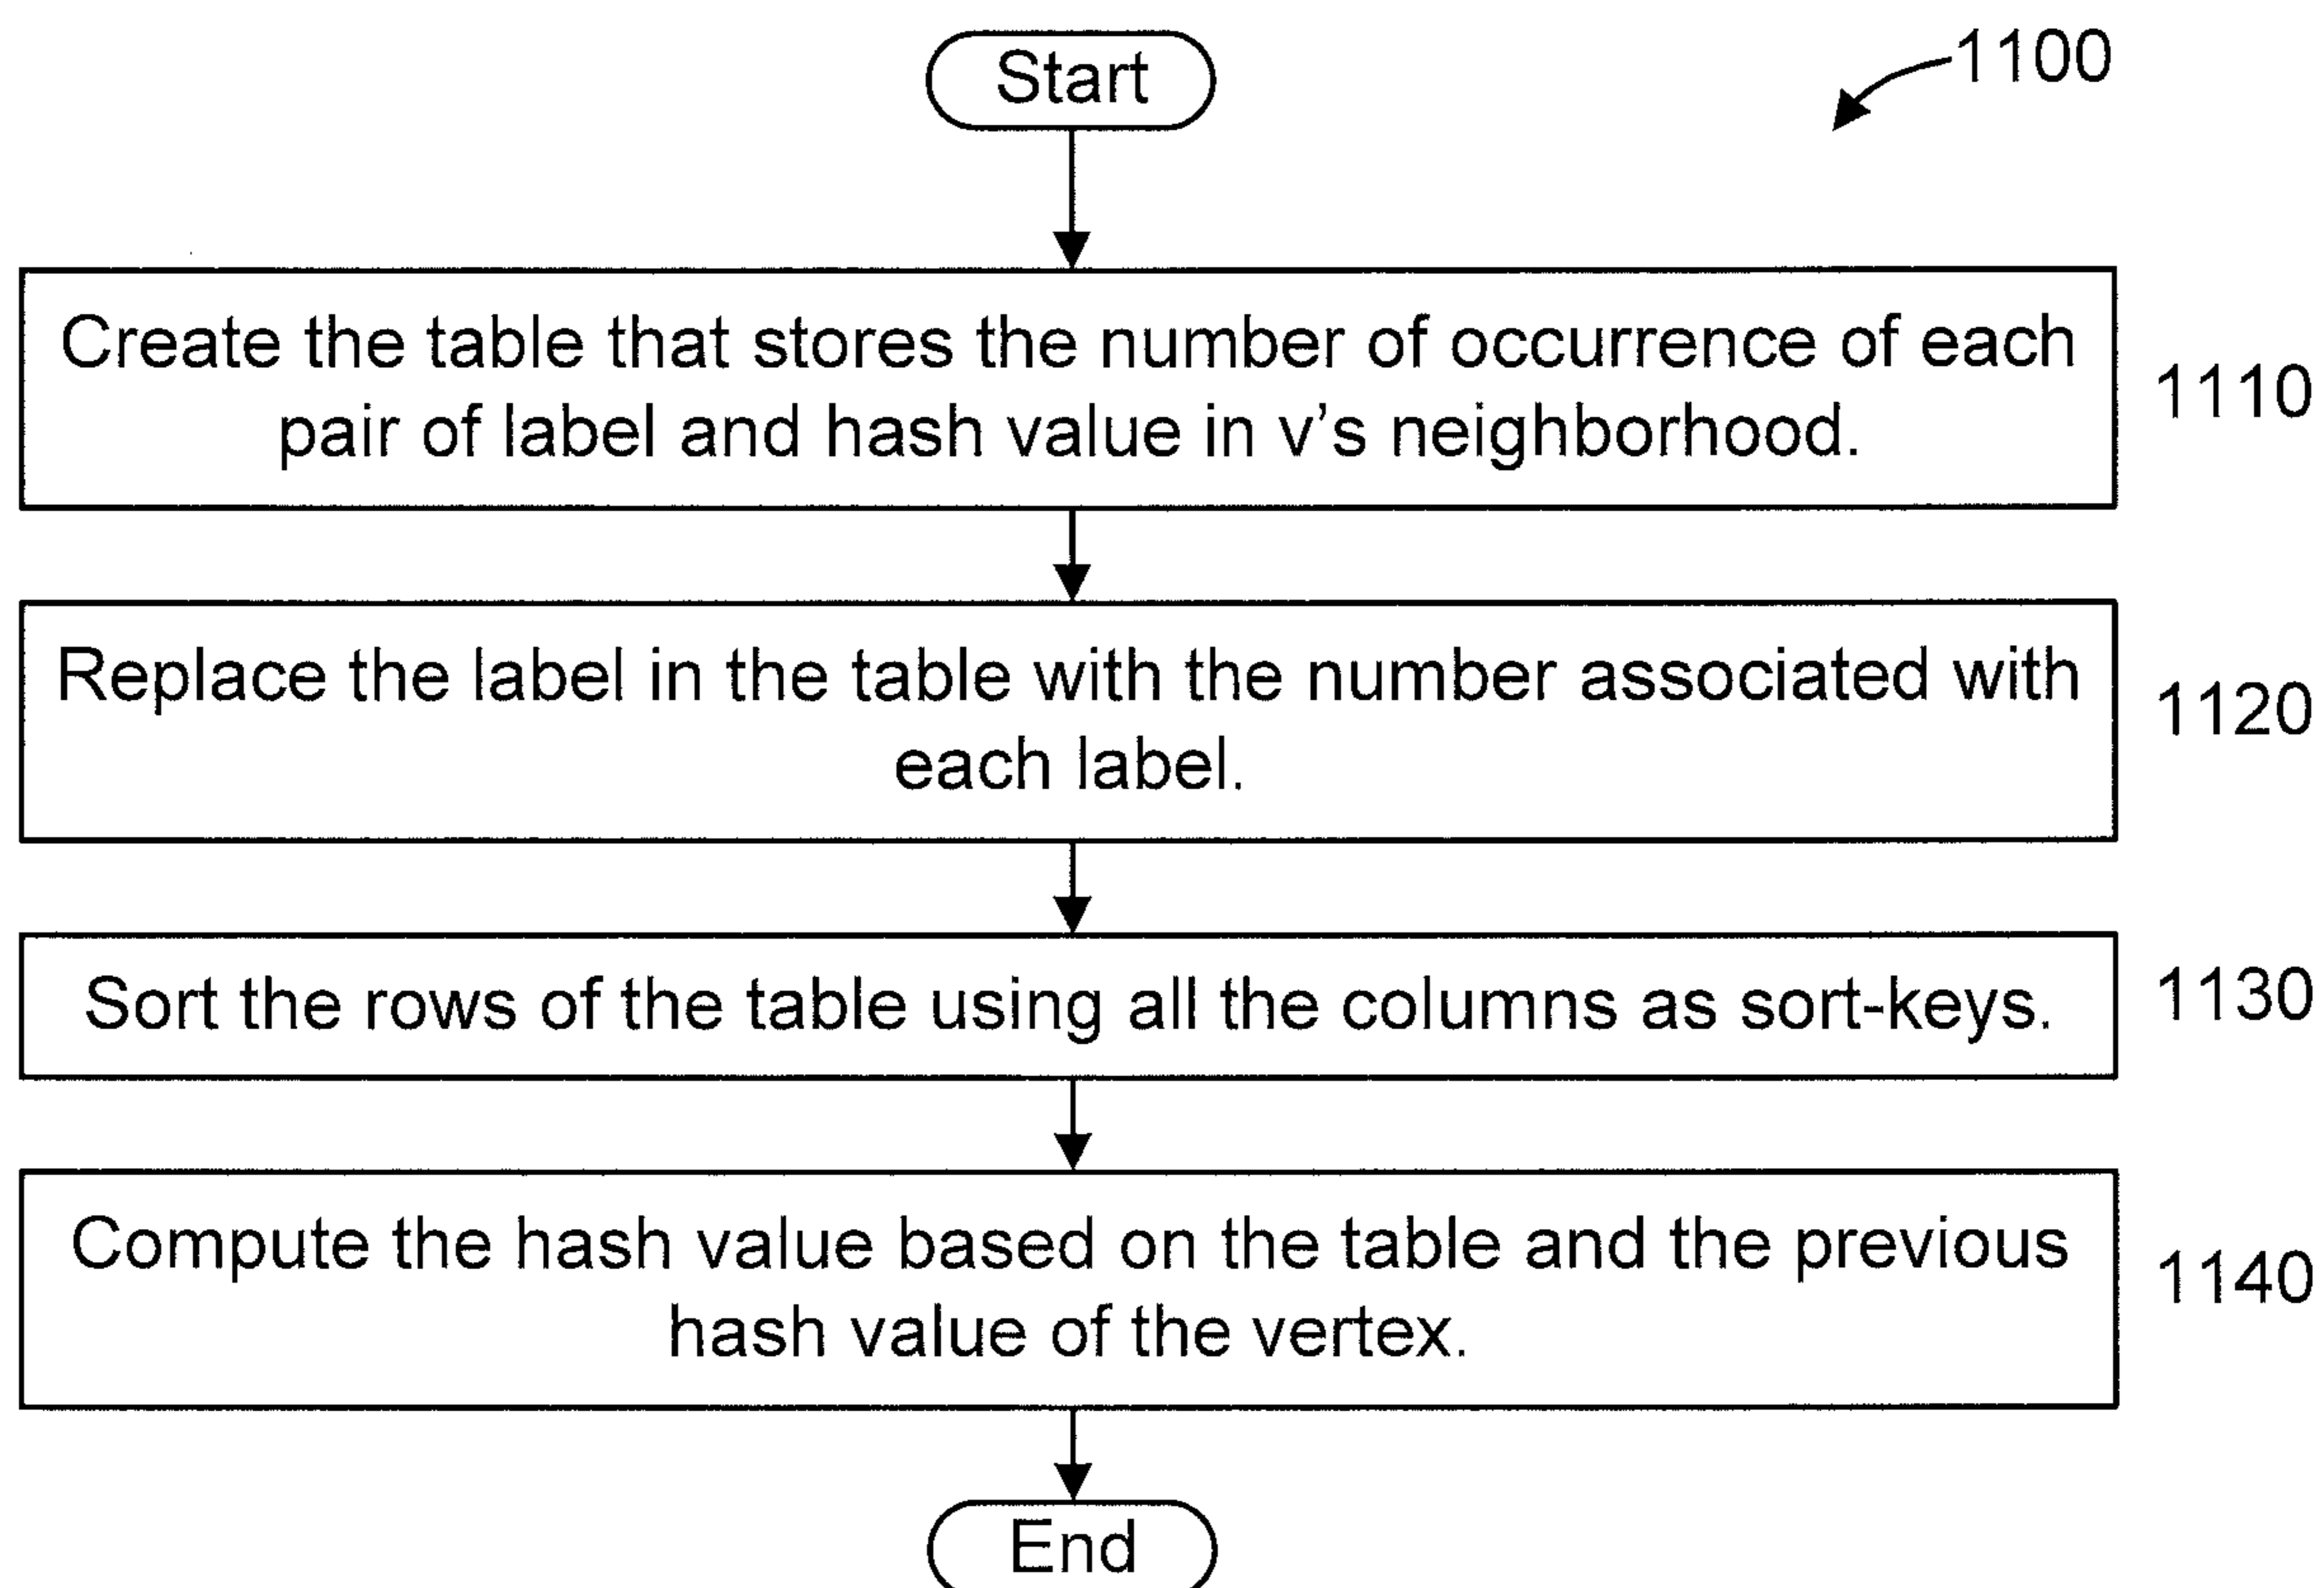 Start
1100
Create the table that stores the number of occurrence of each
pair of label and hash value in v's neighborhood.
1110
Replace the label in the table with the number associated with
each label.
1120
Sort the rows of the table using all the columns as sort-keys.
1130
Compute the hash value based on the table and the previous
hash value of the vertex.
1140
End